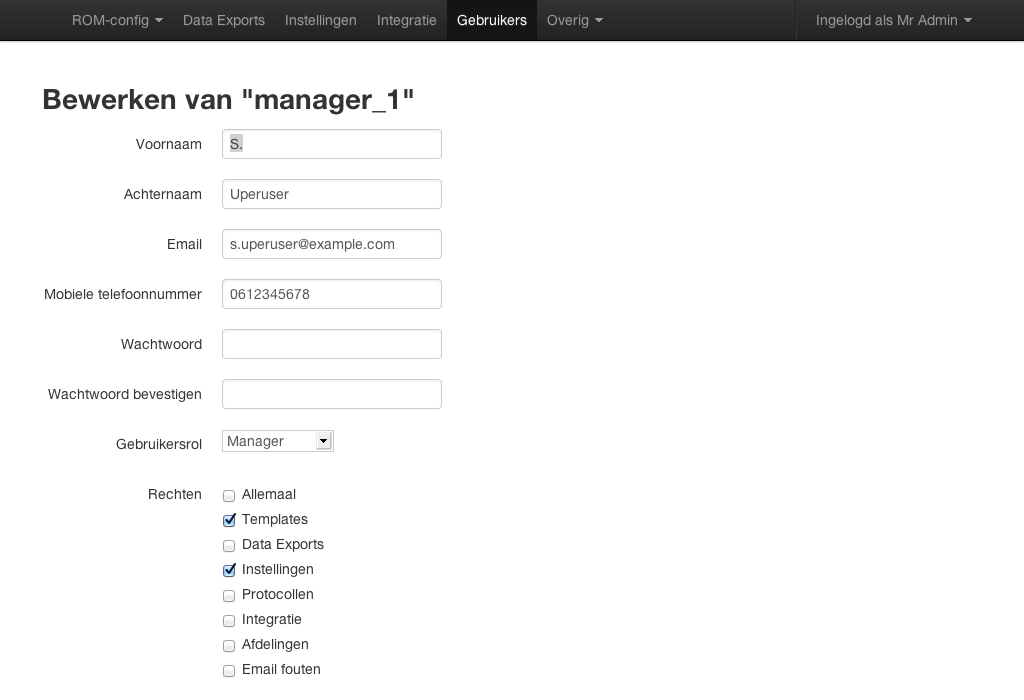 ROM-config Data Exports Instellingen Integratie Gebruikers Overig Ingelogd als Mr Admin
Bewerken van "manager_1"
Voornaam S.
Achternaam Uperuser
Email s.uperuser@example.com
Mobiele telefoonnummer 0612345678
Wachtwoord
Wachtwoord bevestigen
Gebruikersrol Manager
Rechten Allemaal
Templates
Data Exports
Instellingen
Protocollen
Integratie
Afdelingen
Email fouten